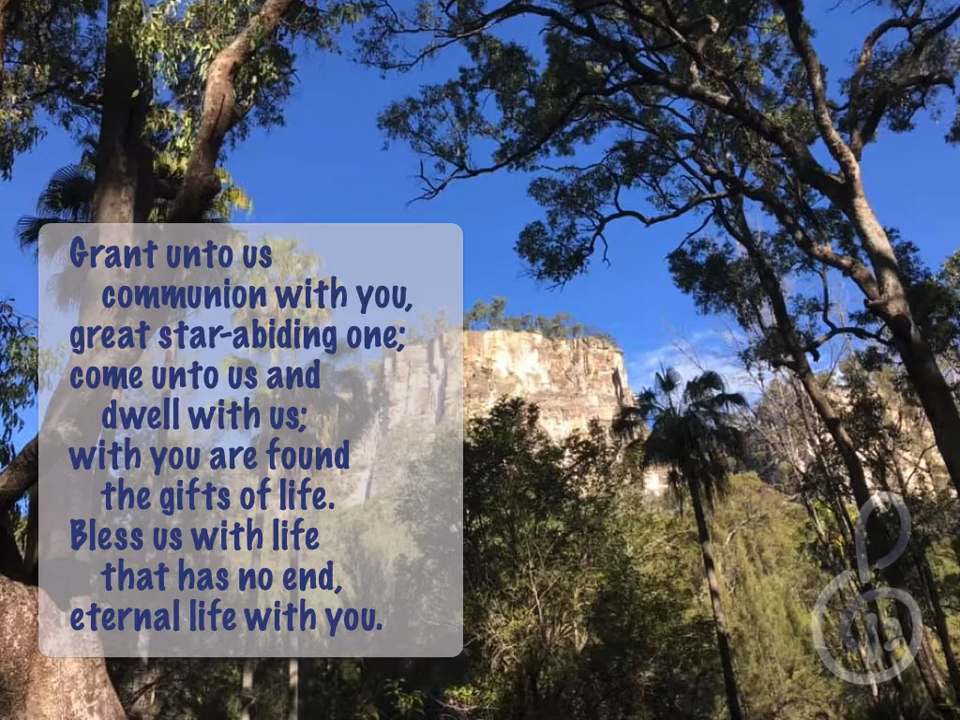 Grant unto us
communion with you,
great star-abiding one;
come unto us and
dwell with us;
with you are found
the gifts of life.
Bless us with life
that has no end,
eternal life with you.